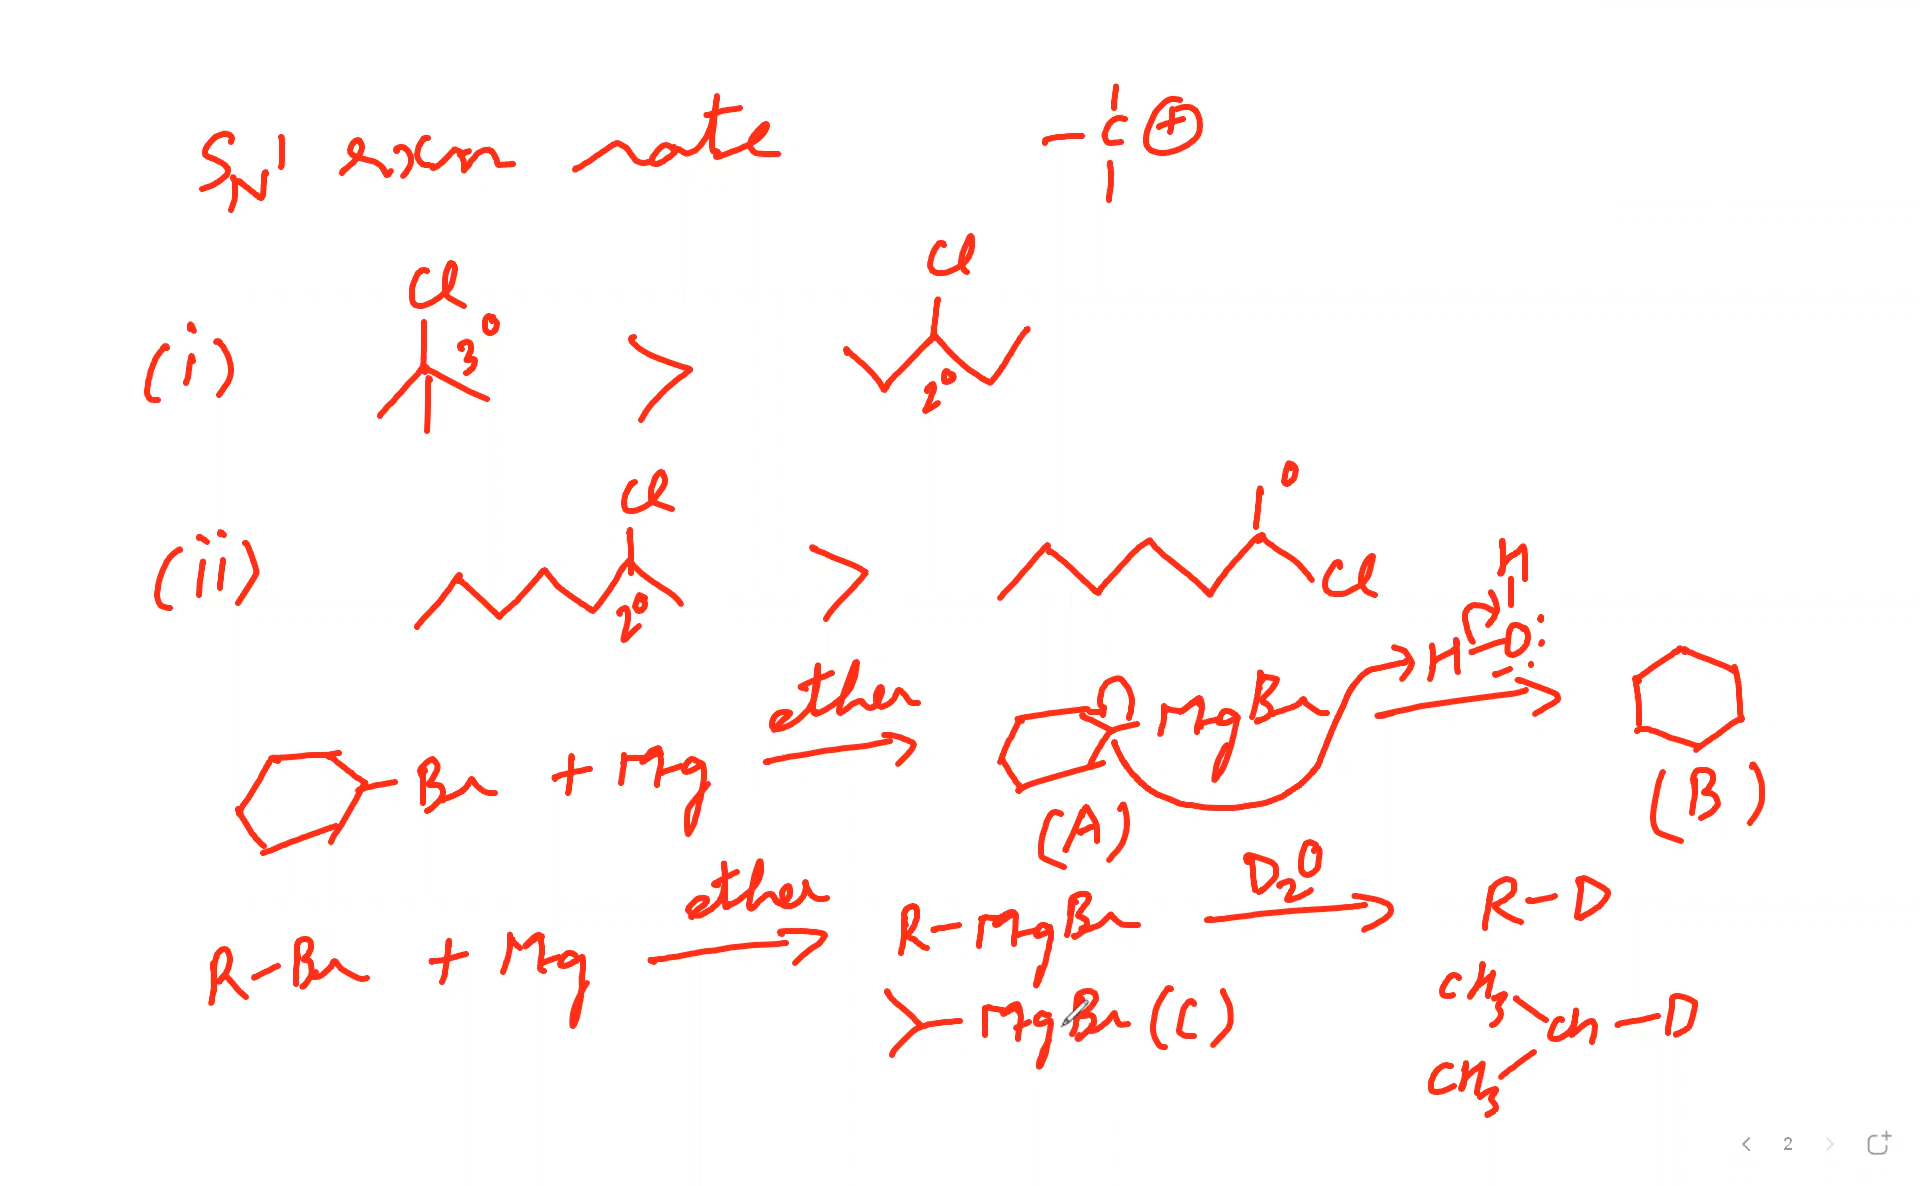 SN1 rxn rate −C⊕
(i) Cl 3° > Cl 2°
(ii) Cl 2° > 1° Cl
Br + Mg ether → MgBr (A) H−O: H → (B)
R−Br + Mg ether → R−MgBr D2O → R−D
MgBr (C) CH3 CH3 CH−D
2